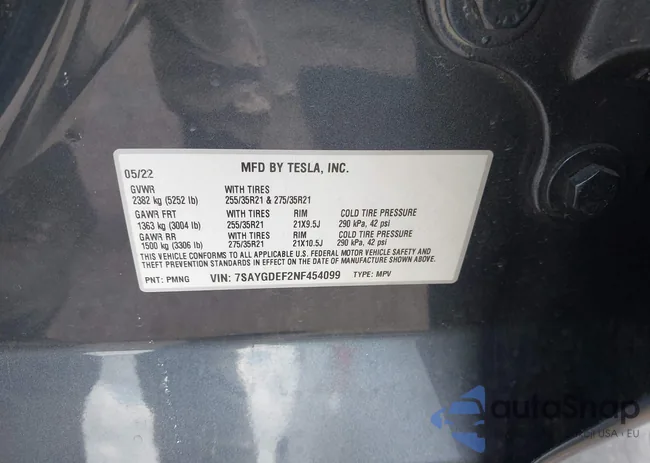 05/22 MFD BY TESLA, INC.
GVWR WITH TIRES
2382 kg (5252 lb) 255/35R21 & 275/35R21
GAWR FRT WITH TIRES RIM COLD TIRE PRESSURE
1363 kg (3004 lb) 255/35R21 21X9.5J 290 kPa, 42 psi
GAWR RR WITH TIRES RIM COLD TIRE PRESSURE
1500 kg (3306 lb) 275/35R21 21X10.5J 290 kPa, 42 psi
THIS VEHICLE CONFORMS TO ALL APPLICABLE U.S. FEDERAL MOTOR VEHICLE SAFETY AND
THEFT PREVENTION STANDARDS IN EFFECT ON THE DATE OF MANUFACTURE SHOWN ABOVE.
PNT: PMNG VIN: 7SAYGDEF2NF454099 TYPE: MPV
autoShop
USA - EU